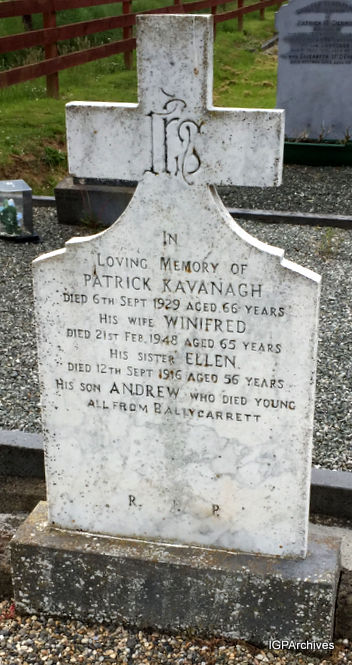 IHS
IN
LOVING MEMORY OF
PATRICK KAVANAGH
DIED 6TH SEPT 1929 AGED 66 YEARS
HIS WIFE WINIFRED
DIED 21ST FEB. 1948 AGED 65 YEARS
HIS SISTER ELLEN
DIED 12TH SEPT 1916 AGED 56 YEARS
HIS SON ANDREW WHO DIED YOUNG
ALL FROM BALLYGARRETT
R. I. P.
IGPArchives